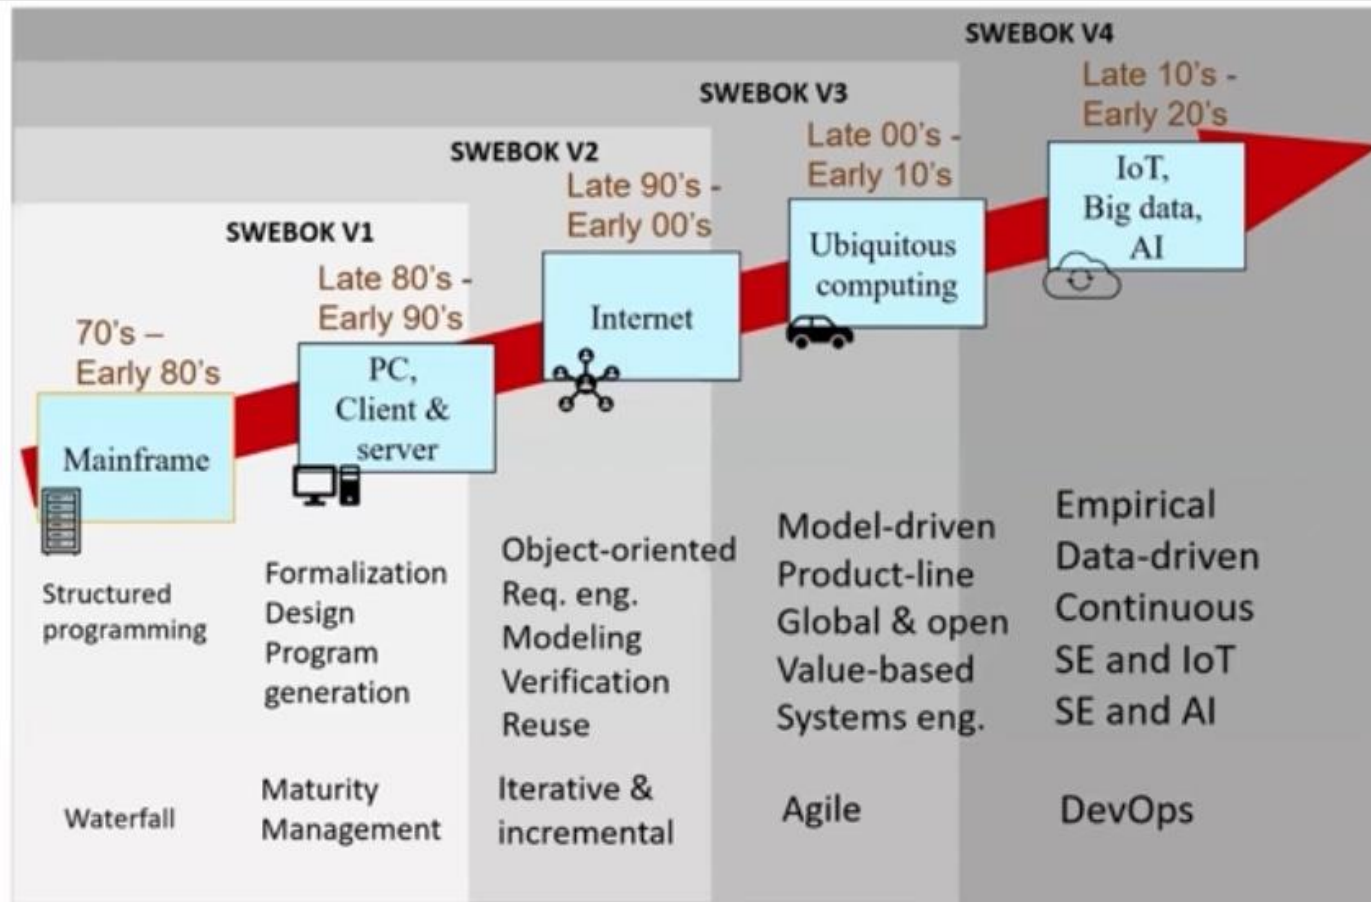 SWEBOK V4
Late 10's -
Early 20's
SWEBOK V3
Late 00's -
Early 10's
SWEBOK V2
Late 90's -
Early 00's
SWEBOK V1
Late 80's -
Early 90's
70's –
Early 80's
Mainframe
PC,
Client &
server
Internet
Ubiquitous
computing
IoT,
Big data,
AI
Structured
programming
Formalization
Design
Program
generation
Object-oriented
Req. eng.
Modeling
Verification
Reuse
Model-driven
Product-line
Global & open
Value-based
Systems eng.
Empirical
Data-driven
Continuous
SE and IoT
SE and AI
Waterfall
Maturity
Management
Iterative &
incremental
Agile
DevOps